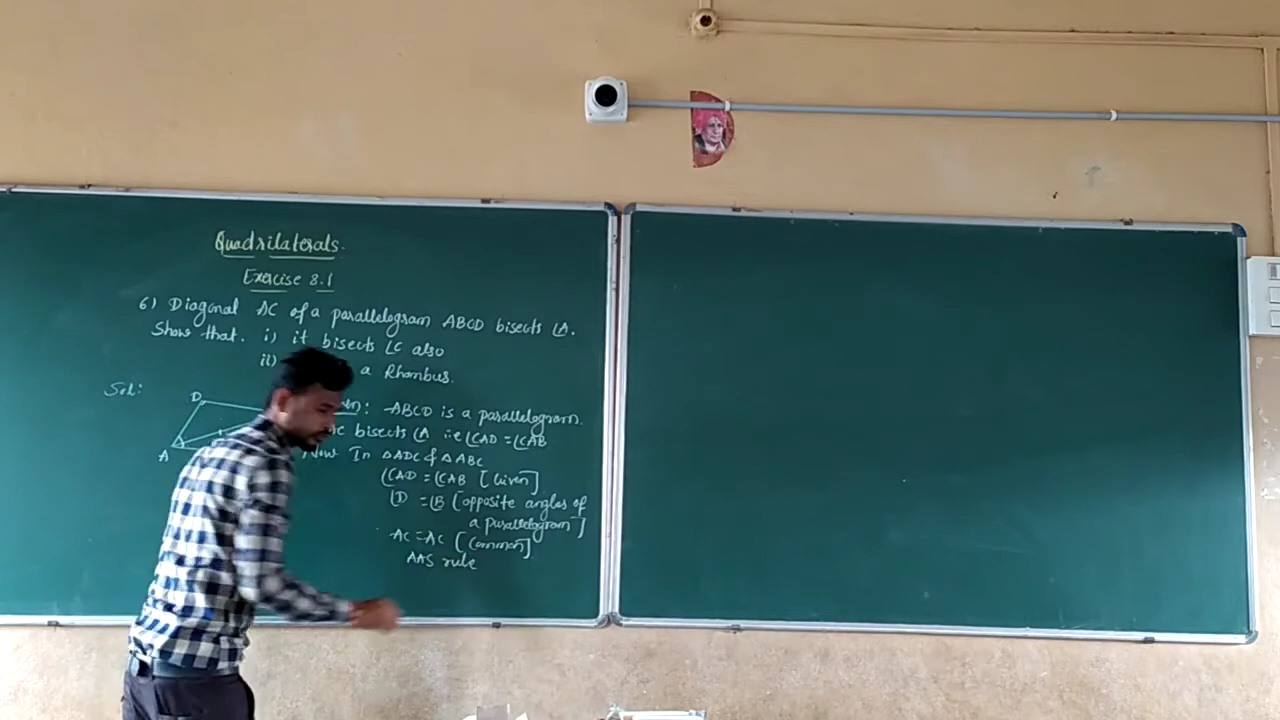 Quadrilaterals.
Exercise 8.1
6) Diagonal AC of a parallelogram ABCD bisects ∠A.
Show that. i) it bisects ∠C also
ii) a Rhombus.
Sol:
D
A
ABCD is a parallelogram.
bisects ∠A i.e ∠CAD = ∠CAB
Now In △ADC & △ABC
∠CAD = ∠CAB [Given]
∠D = ∠B [opposite angles of
a parallelogram]
AC = AC [Common].
AAS rule